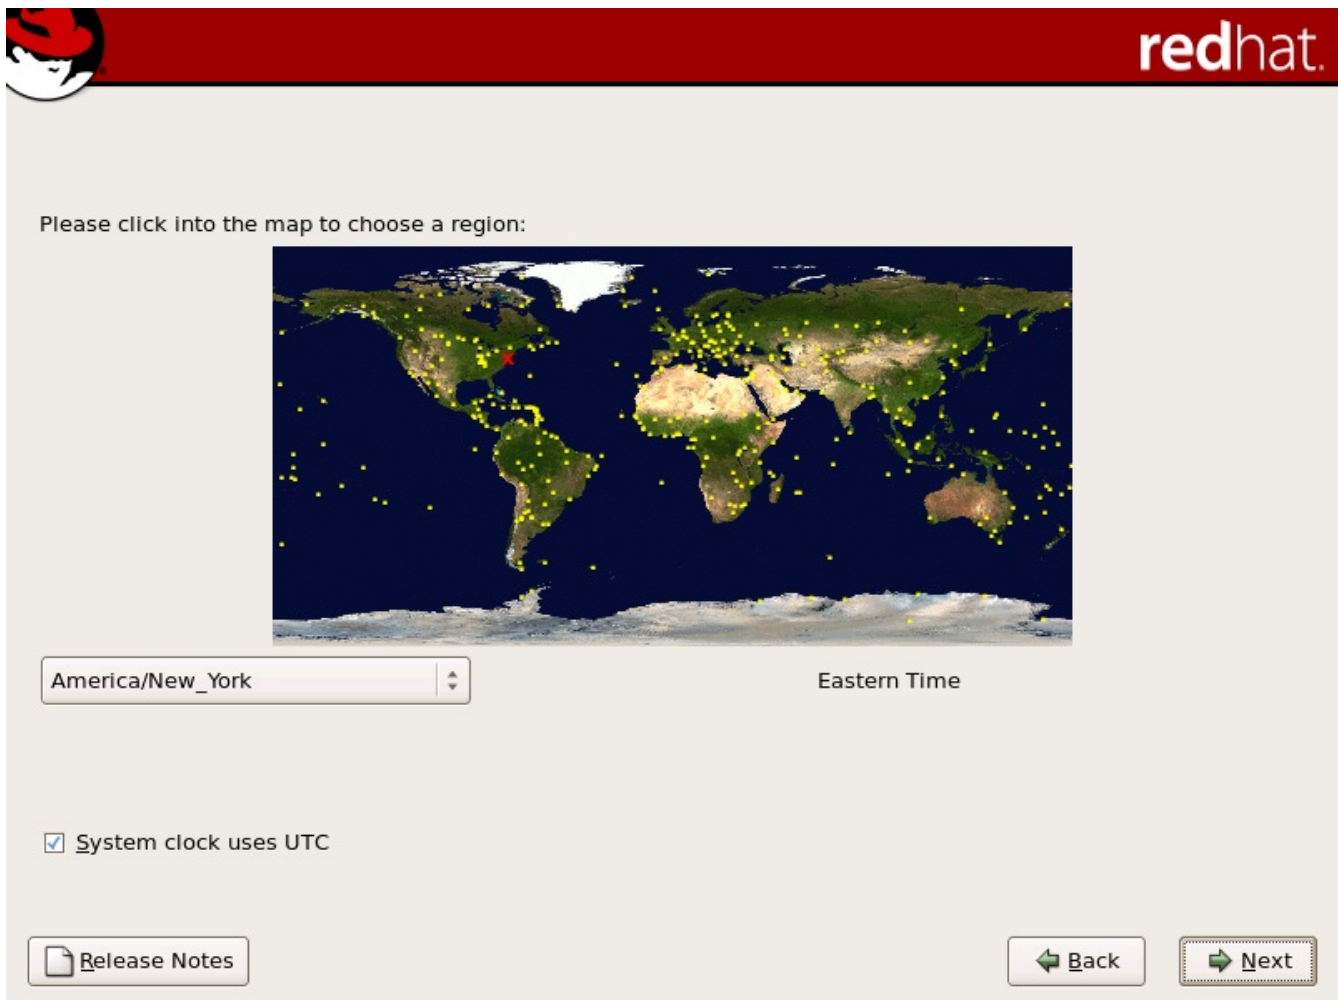 redhat.
Please click into the map to choose a region:
America/New_York
Eastern Time
System clock uses UTC
Release Notes
Back
Next